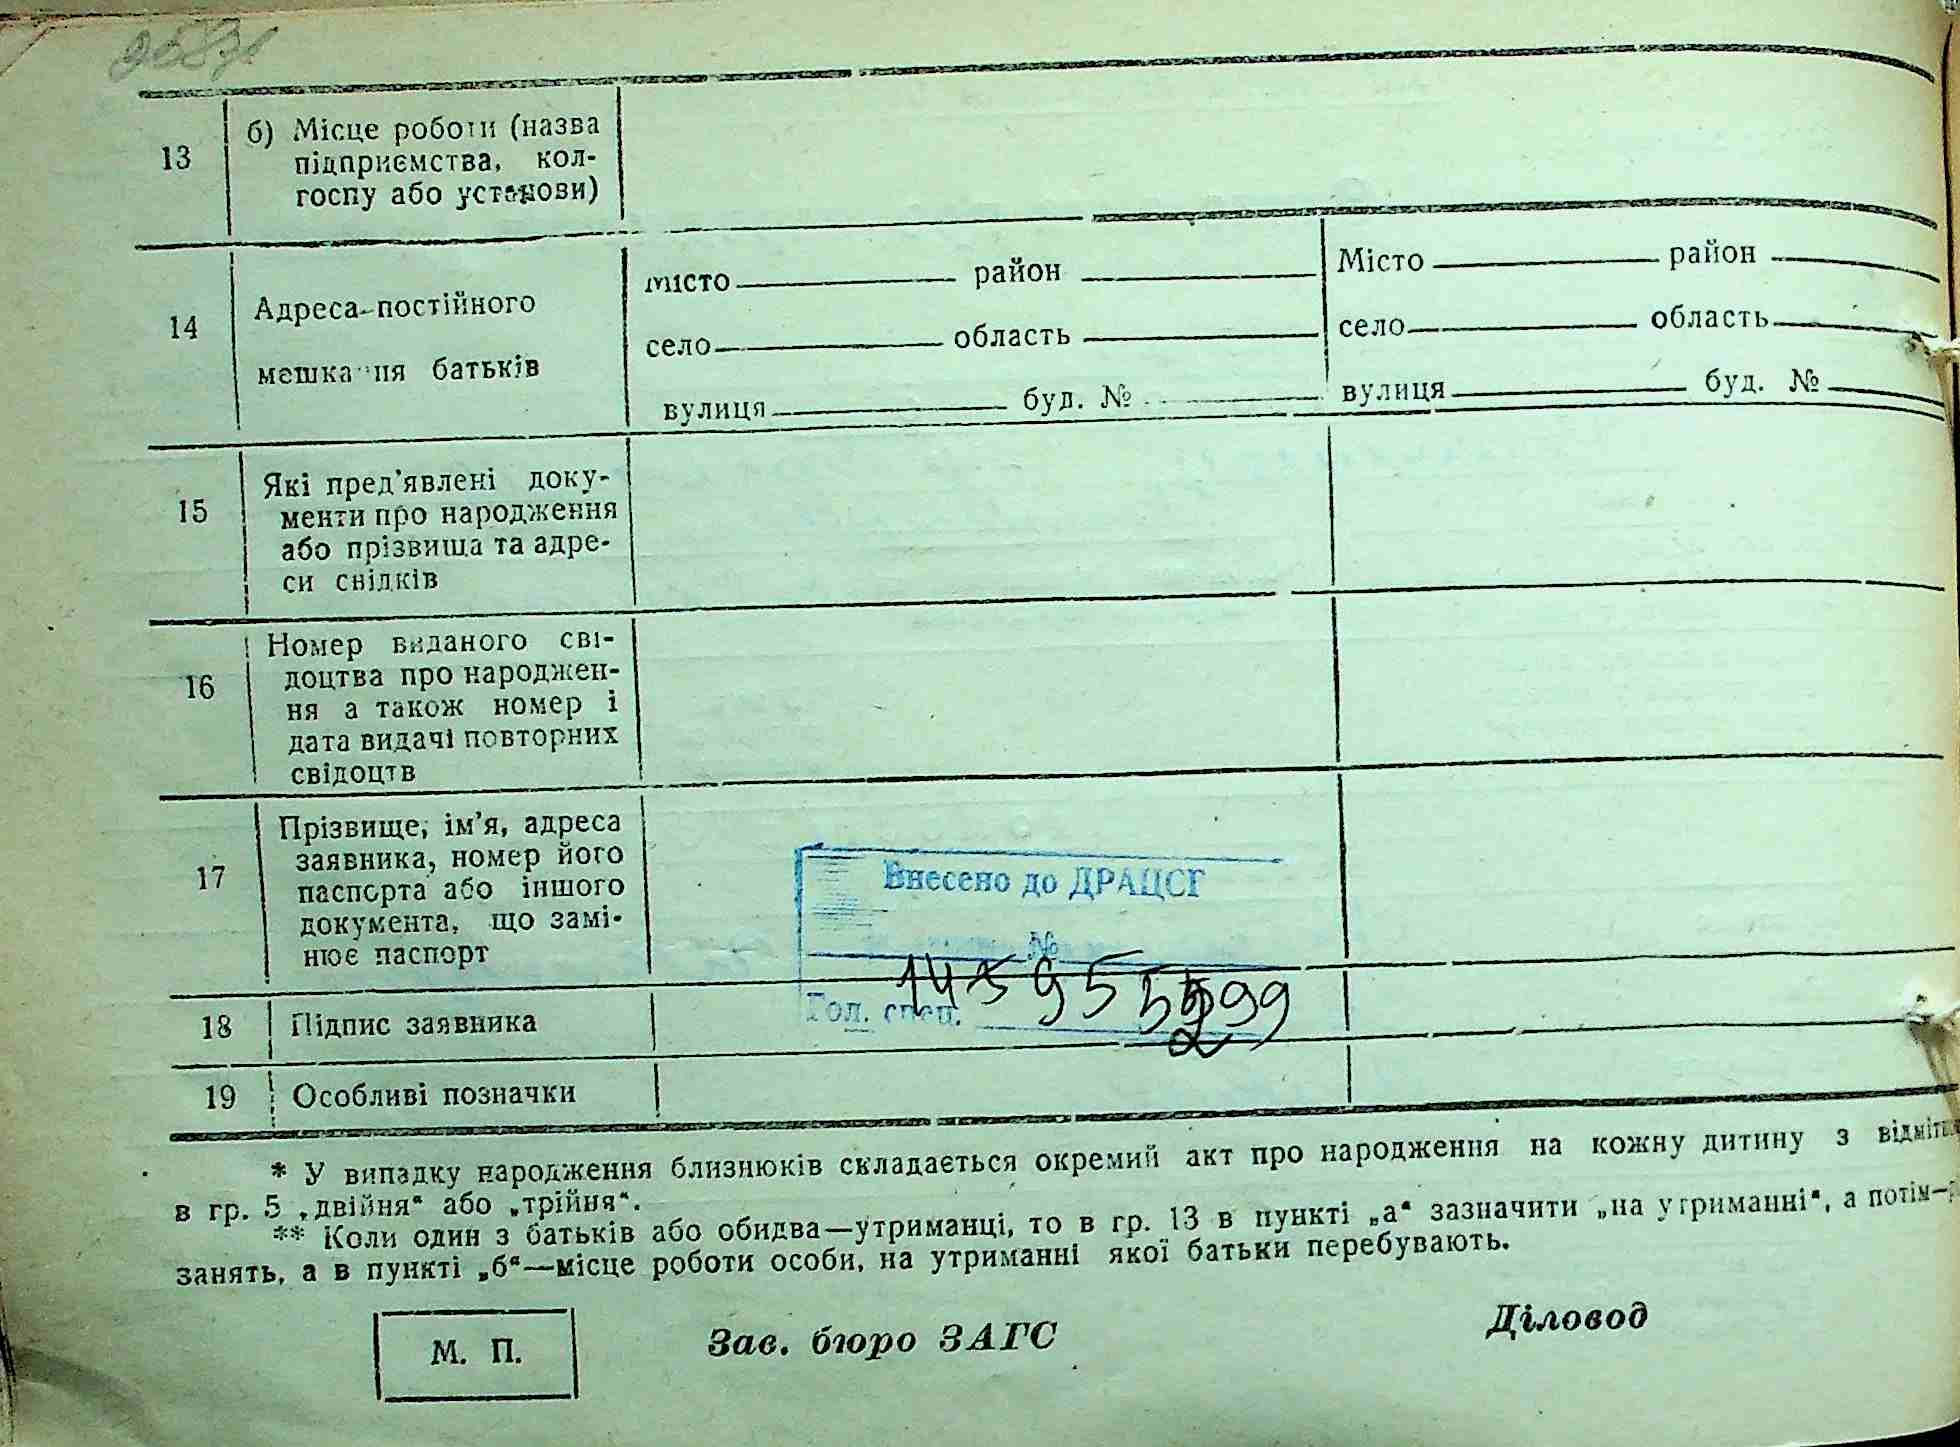 13
б) Місце роботи (назва
підприємства, кол-
госпу або установи)
14
Адреса постійного
мешкання батьків
місто район
село область
вулиця буд. №
Місто район
село область
вулиця буд. №
15
Які пред'явлені доку-
менти про народження
або прізвища та адре-
си свідків
16
Номер виданого сві-
доцтва про народжен-
ня а також номер і
дата видачі повторних
свідоцтв
17
Прізвище, ім'я, адреса
заявника, номер його
паспорта або іншого
документа, що замі-
нює паспорт
Внесено до ДРАЦСГ
№
Гол. спец.
18
Підпис заявника
19
Особливі позначки
* У випадку народження близнюків складається окремий акт про народження на кожну дитину з
в гр. 5 „двійня“ або „трійня“.
** Коли один з батьків або обидва—утриманці, то в гр. 13 в пункті „а“ зазначити „на утриманні“, а потім—
занять, а в пункті „б“—місце роботи особи, на утриманні якої батьки перебувають.
М. П.
Зав. бюро ЗАГС
Діловод